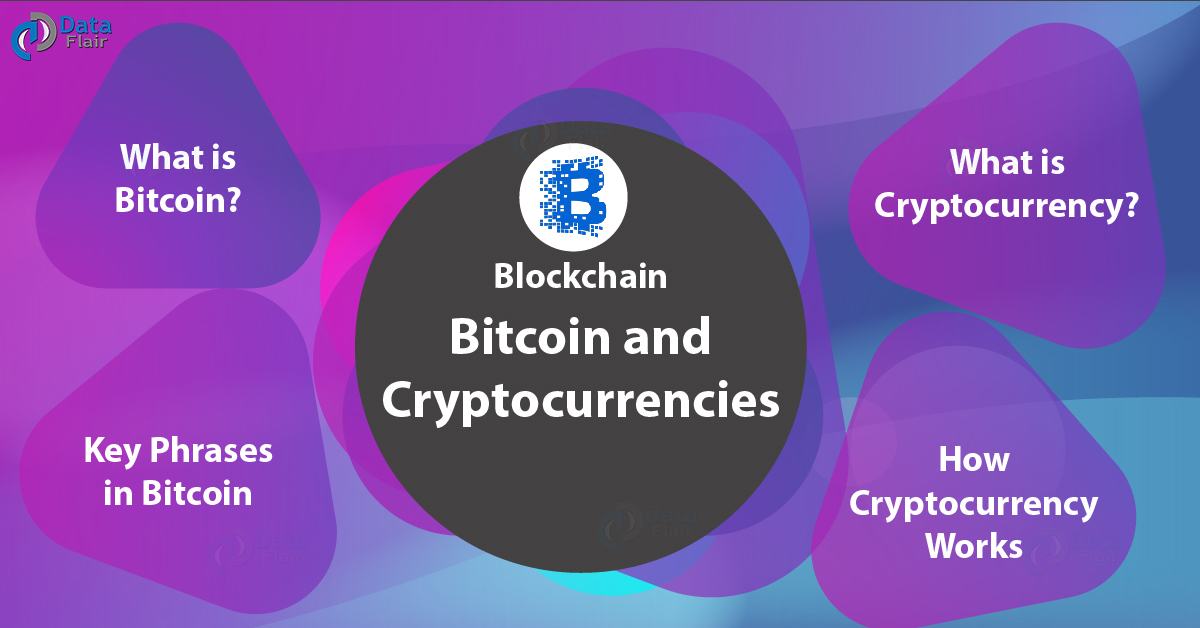 Data
Flair
What is
Bitcoin?
What is
Cryptocurrency?
Blockchain
Bitcoin and
Cryptocurrencies
Key Phrases
in Bitcoin
How
Cryptocurrency
Works